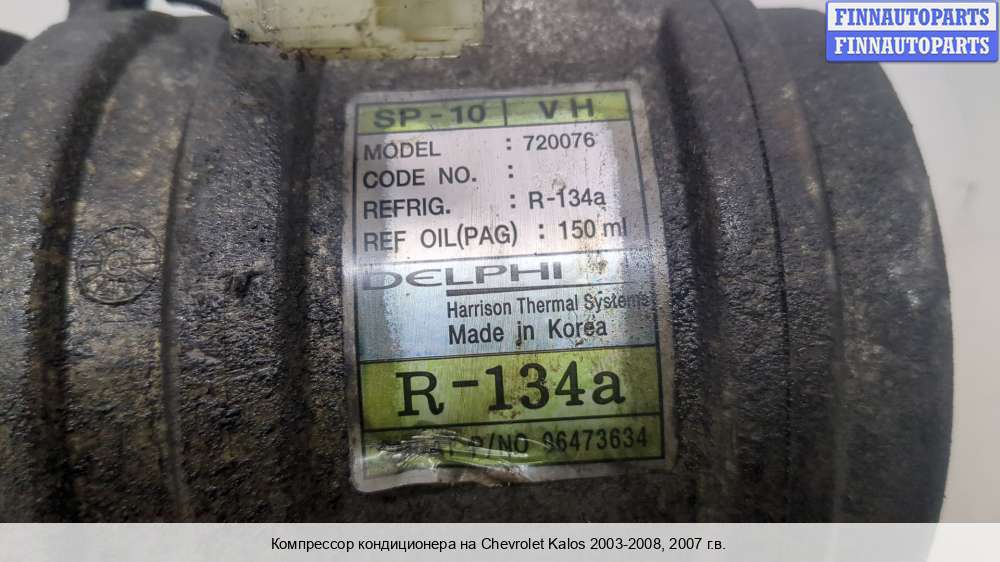 FINNAUTOPARTS
FINNAUTOPARTS
SP-10 | VH
MODEL : 720076
CODE NO. :
REFRIG. : R-134a
REF OIL(PAG) : 150 ml
DELPHI
Harrison Thermal Systems
Made in Korea
R-134a
P/NO 96473634
Компрессор кондиционера на Chevrolet Kalos 2003-2008, 2007 г.в.